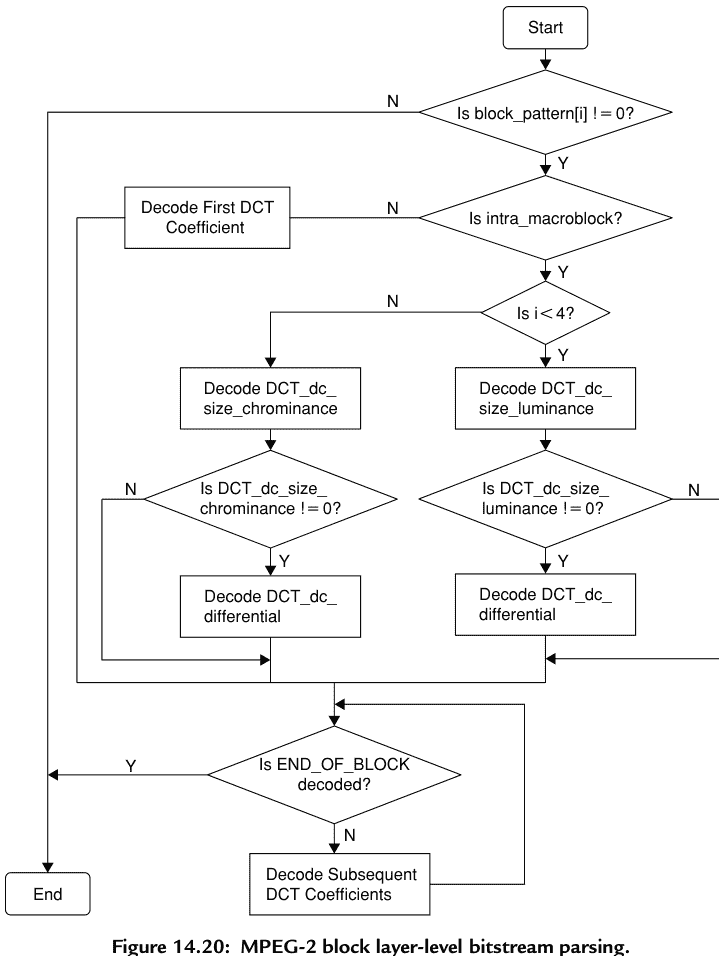 Start
N
Is block_pattern[i] != 0?
Y
Decode First DCT
Coefficient
N
Is intra_macroblock?
Y
N
Is i < 4?
Y
Decode DCT_dc_
size_chrominance
Decode DCT_dc_
size_luminance
N
Is DCT_dc_size_
chrominance != 0?
Is DCT_dc_size_
luminance != 0?
N
Y
Y
Decode DCT_dc_
differential
Decode DCT_dc_
differential
Is END_OF_BLOCK
decoded?
Y
N
Decode Subsequent
DCT Coefficients
End
Figure 14.20: MPEG-2 block layer-level bitstream parsing.